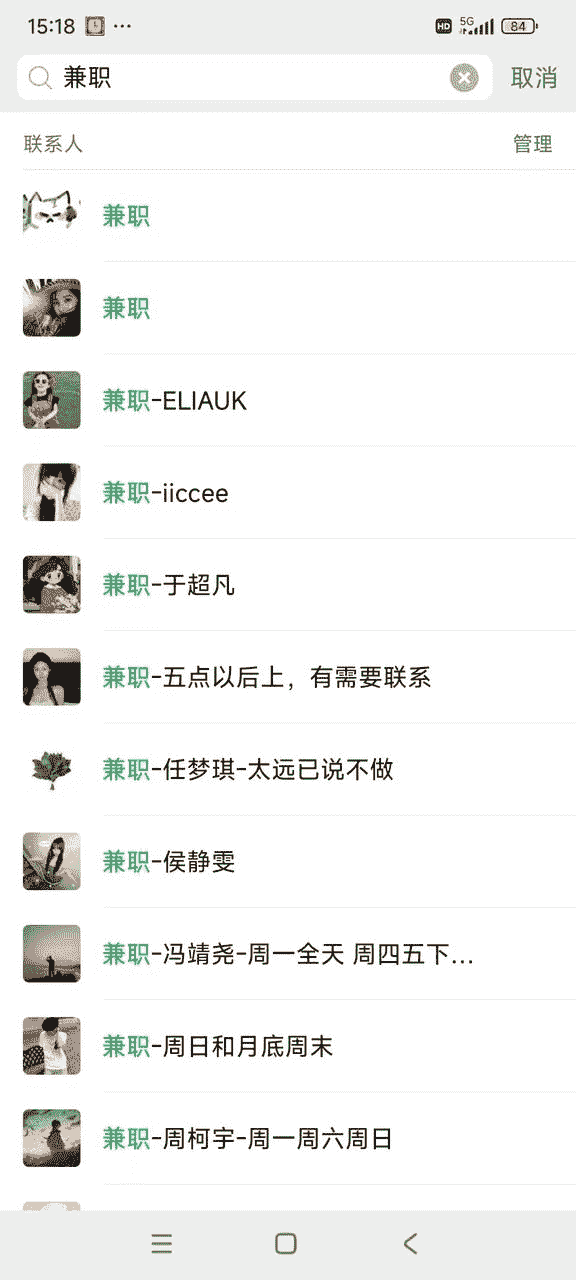 15:18 ··· HD 5G 84
兼职 取消
联系人 管理
兼职
兼职
兼职-ELIAUK
兼职-iiccee
兼职-于超凡
兼职-五点以后上，有需要联系
兼职-任梦琪-太远已说不做
兼职-侯静雯
兼职-冯靖尧-周一全天 周四五下...
兼职-周日和月底周末
兼职-周柯宇-周一周六周日